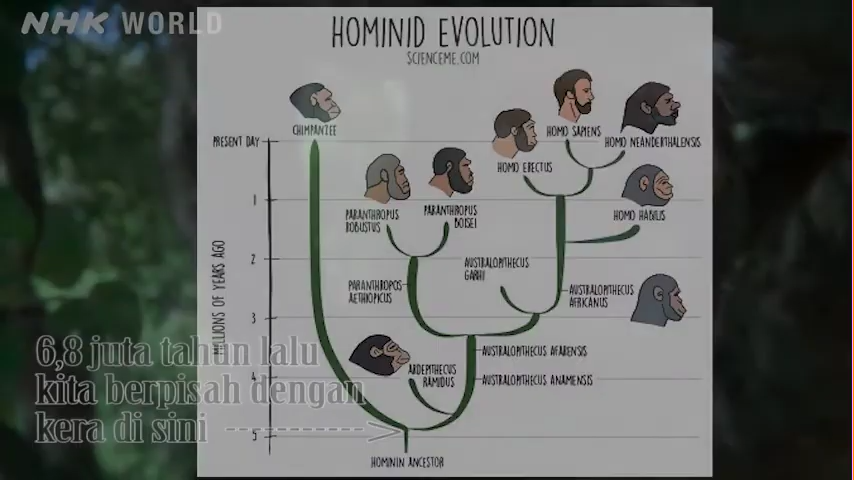 NHK WORLD
HOMINID EVOLUTION
SCIENCEME.COM
CHIMPANZEE
PRESENT DAY
HOMO SAPIENS
HOMO NEANDERTHALENSIS
HOMO ERECTUS
1
PARANTHROPUS
ROBUSTUS
PARANTHROPUS
BOISEI
HOMO HABILIS
2
AUSTRALOPITHECUS
GARHI
PARANTHROPOS
AETHIOPICUS
AUSTRALOPITHECUS
AFRICANUS
MILLIONS OF YEARS AGO
3
6,8 juta tahun lalu
kita berpisah dengan
kera di sini
AUSTRALOPITHECUS AFARENSIS
ARDEPITHECUS
RAMIDUS
4
AUSTRALOPITHECUS ANAMENSIS
5
HOMININ ANCESTOR